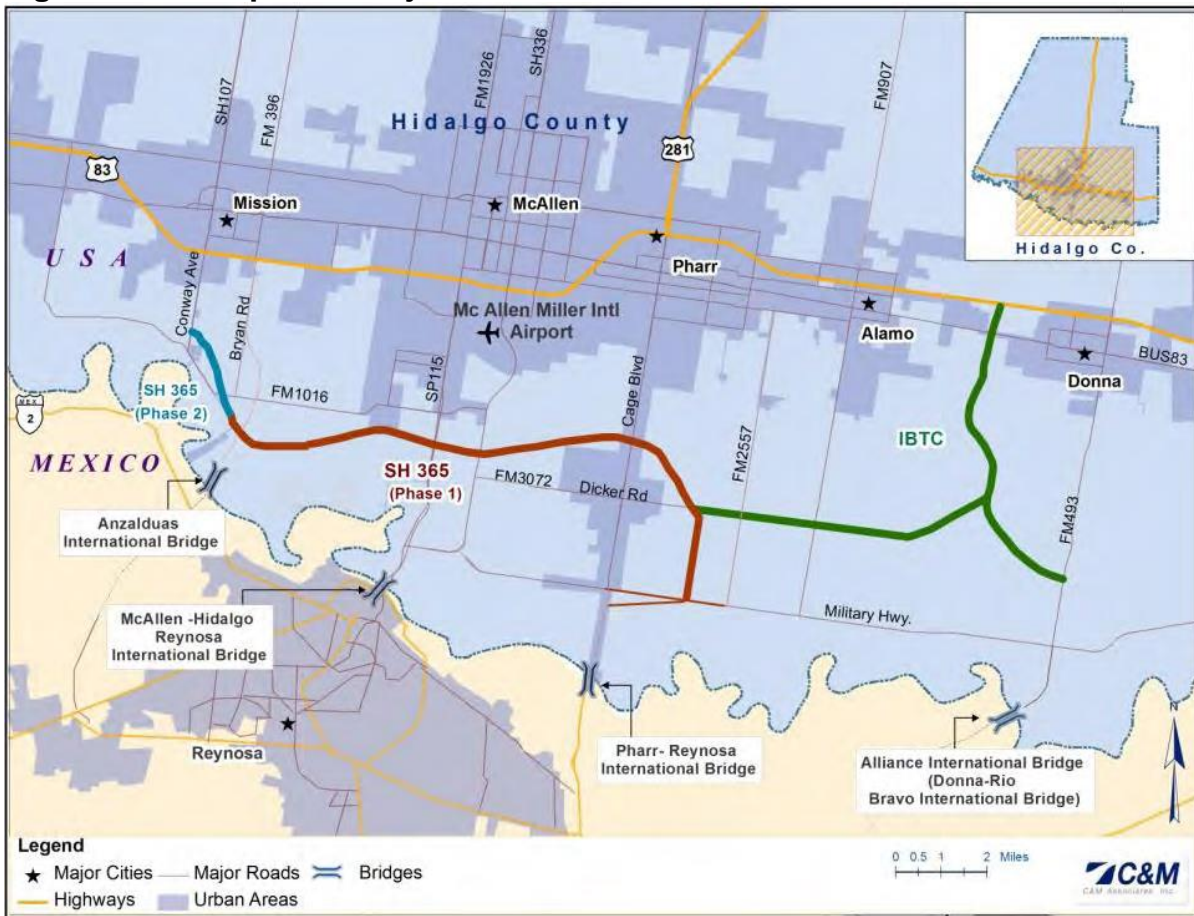 SH107
FM 396
FM1926
SH336
FM907
Hidalgo County
281
83
Mission
McAllen
Pharr
Hidalgo Co.
USA
Conway Ave
Bryan Rd
Mc Allen Miller Intl
Airport
Alamo
BUS83
Donna
SH 365
(Phase 2)
FM1016
SP115
Cage Blvd
IBTC
MEX
2
MEXICO
SH 365
(Phase 1)
FM3072
Dicker Rd
FM2557
FM493
Anzalduas
International Bridge
McAllen -Hidalgo
Reynosa
International Bridge
Military Hwy.
Reynosa
Pharr- Reynosa
International Bridge
Alliance International Bridge
(Donna-Rio
Bravo International Bridge)
N
Legend
Major Cities
Major Roads
Bridges
Highways
Urban Areas
0 0.5 1 2 Miles
C&M
C&M Associates Inc.